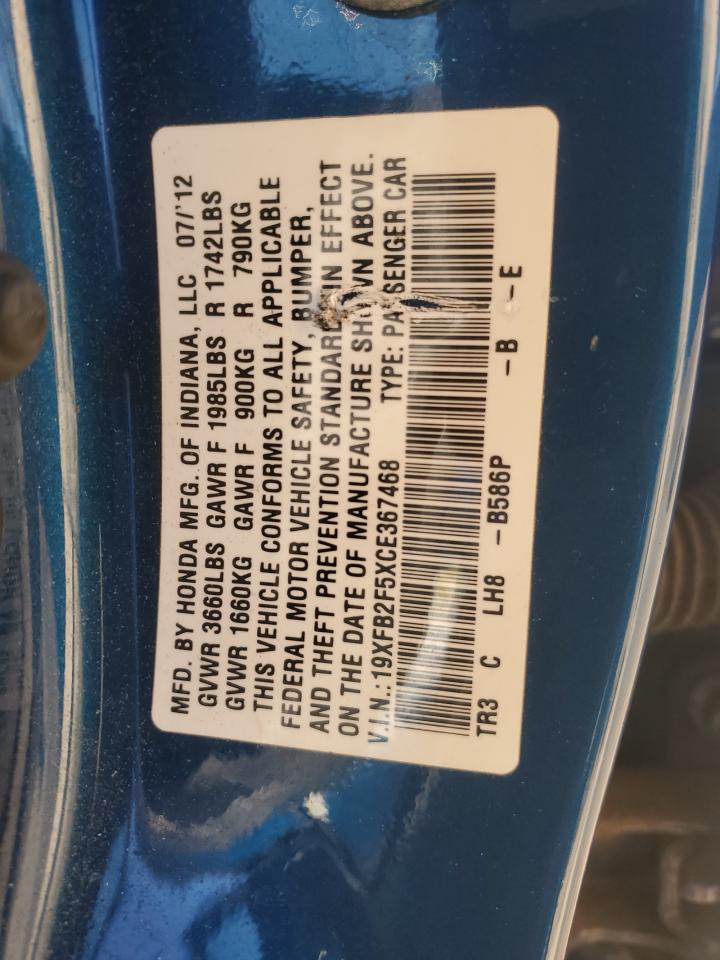 MFD. BY HONDA MFG. OF INDIANA, LLC 07/'12
GVWR 3660LBS GAWR F 1985LBS R 1742LBS
GVWR 1660KG GAWR F 900KG R 790KG
THIS VEHICLE CONFORMS TO ALL APPLICABLE
FEDERAL MOTOR VEHICLE SAFETY, BUMPER,
AND THEFT PREVENTION STANDARDS IN EFFECT
ON THE DATE OF MANUFACTURE SHOWN ABOVE.
V.I.N.:19XFB2F5XCE367468 TYPE: PASSENGER CAR
TR3 C LH8 -B586P -B -E